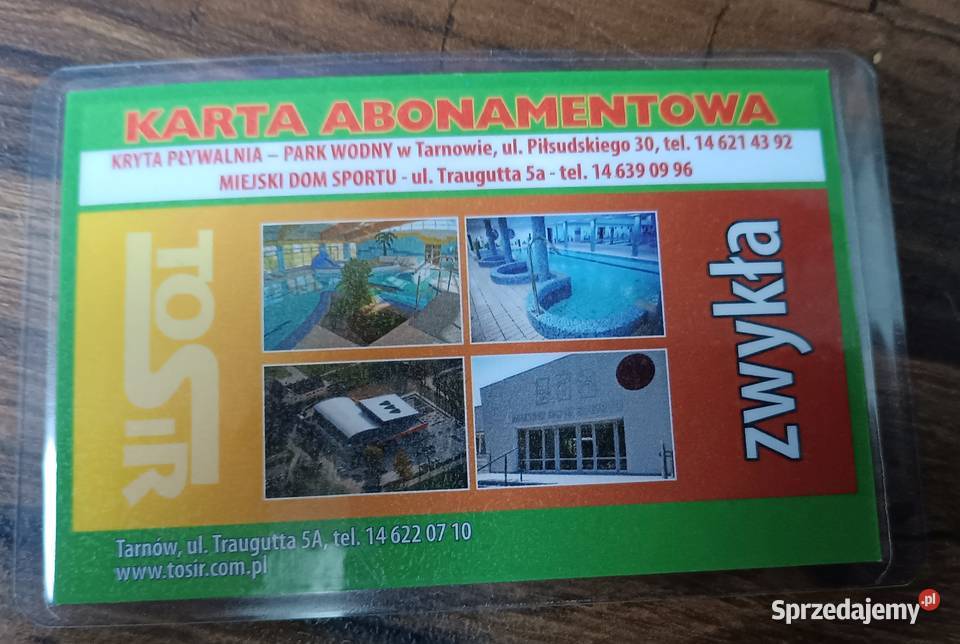 KARTA ABONAMENTOWA
KRYTA PŁYWALNIA – PARK WODNY w Tarnowie, ul. Piłsudskiego 30, tel. 14 621 43 92
MIEJSKI DOM SPORTU - ul. Traugutta 5a - tel. 14 639 09 96
TOSIR
zwykła
Tarnów, ul. Traugutta 5A, tel. 14 622 07 10
www.tosir.com.pl
Sprzedajemy.pl